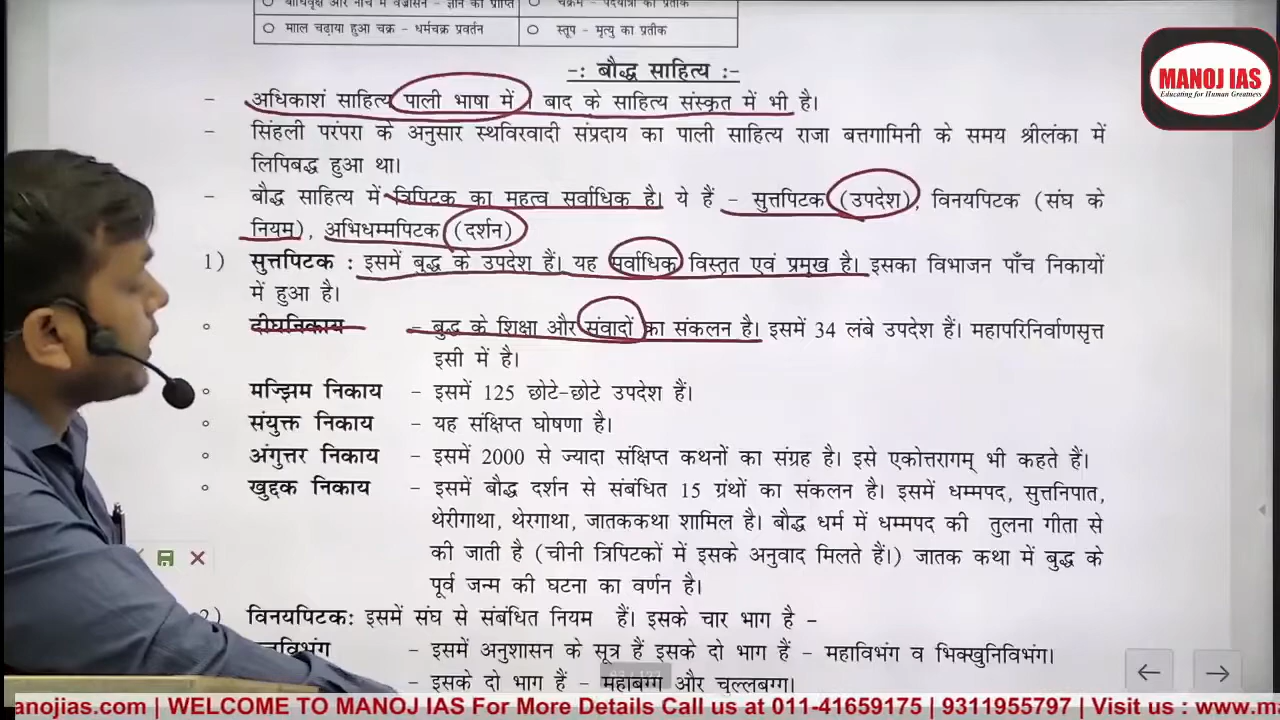 बोधिवृक्ष और नीचे में वज्रासन – ज्ञान की प्राप्ति
चंक्रम – पदयात्रा का प्रतीक
माला चढ़ाया हुआ चक्र – धर्मचक्र प्रवर्तन
स्तूप – मृत्यु का प्रतीक
MANOJ IAS
Educating for Human Greatness
-: बौद्ध साहित्य :-
– अधिकाशं साहित्य पाली भाषा में । बाद के साहित्य संस्कृत में भी है।
– सिंहली परंपरा के अनुसार स्थविरवादी संप्रदाय का पाली साहित्य राजा बत्तगामिनी के समय श्रीलंका में
लिपिबद्ध हुआ था।
– बौद्ध साहित्य में त्रिपिटक का महत्व सर्वाधिक है। ये हैं – सुत्तपिटक (उपदेश), विनयपिटक (संघ के
नियम), अभिधम्मपिटक (दर्शन)
1) सुत्तपिटक : इसमें बुद्ध के उपदेश हैं। यह सर्वाधिक विस्तृत एवं प्रमुख है। इसका विभाजन पाँच निकायों
में हुआ है।
दीघनिकाय – बुद्ध के शिक्षा और संवादों का संकलन है। इसमें 34 लंबे उपदेश हैं। महापरिनिर्वाणसूत्त
इसी में है।
मज्झिम निकाय – इसमें 125 छोटे-छोटे उपदेश हैं।
संयुक्त निकाय – यह संक्षिप्त घोषणा है।
अंगुत्तर निकाय – इसमें 2000 से ज्यादा संक्षिप्त कथनों का संग्रह है। इसे एकोत्तरागम् भी कहते हैं।
खुद्दक निकाय – इसमें बौद्ध दर्शन से संबंधित 15 ग्रंथों का संकलन है। इसमें धम्मपद, सुत्तनिपात,
थेरीगाथा, थेरगाथा, जातककथा शामिल है। बौद्ध धर्म में धम्मपद की तुलना गीता से
की जाती है (चीनी त्रिपिटकों में इसके अनुवाद मिलते हैं।) जातक कथा में बुद्ध के
पूर्व जन्म की घटना का वर्णन है।
2) विनयपिटकः इसमें संघ से संबंधित नियम हैं। इसके चार भाग है –
– इसमें अनुशासन के सूत्र हैं इसके दो भाग हैं – महाविभंग व भिक्खुनिविभंग।
– इसके दो भाग हैं – महाबग्ग और चुल्लबग्ग।
anojias.com | WELCOME TO MANOJ IAS For More Details Call us at 011-41659175 | 9311955797 | Visit us : www.ma